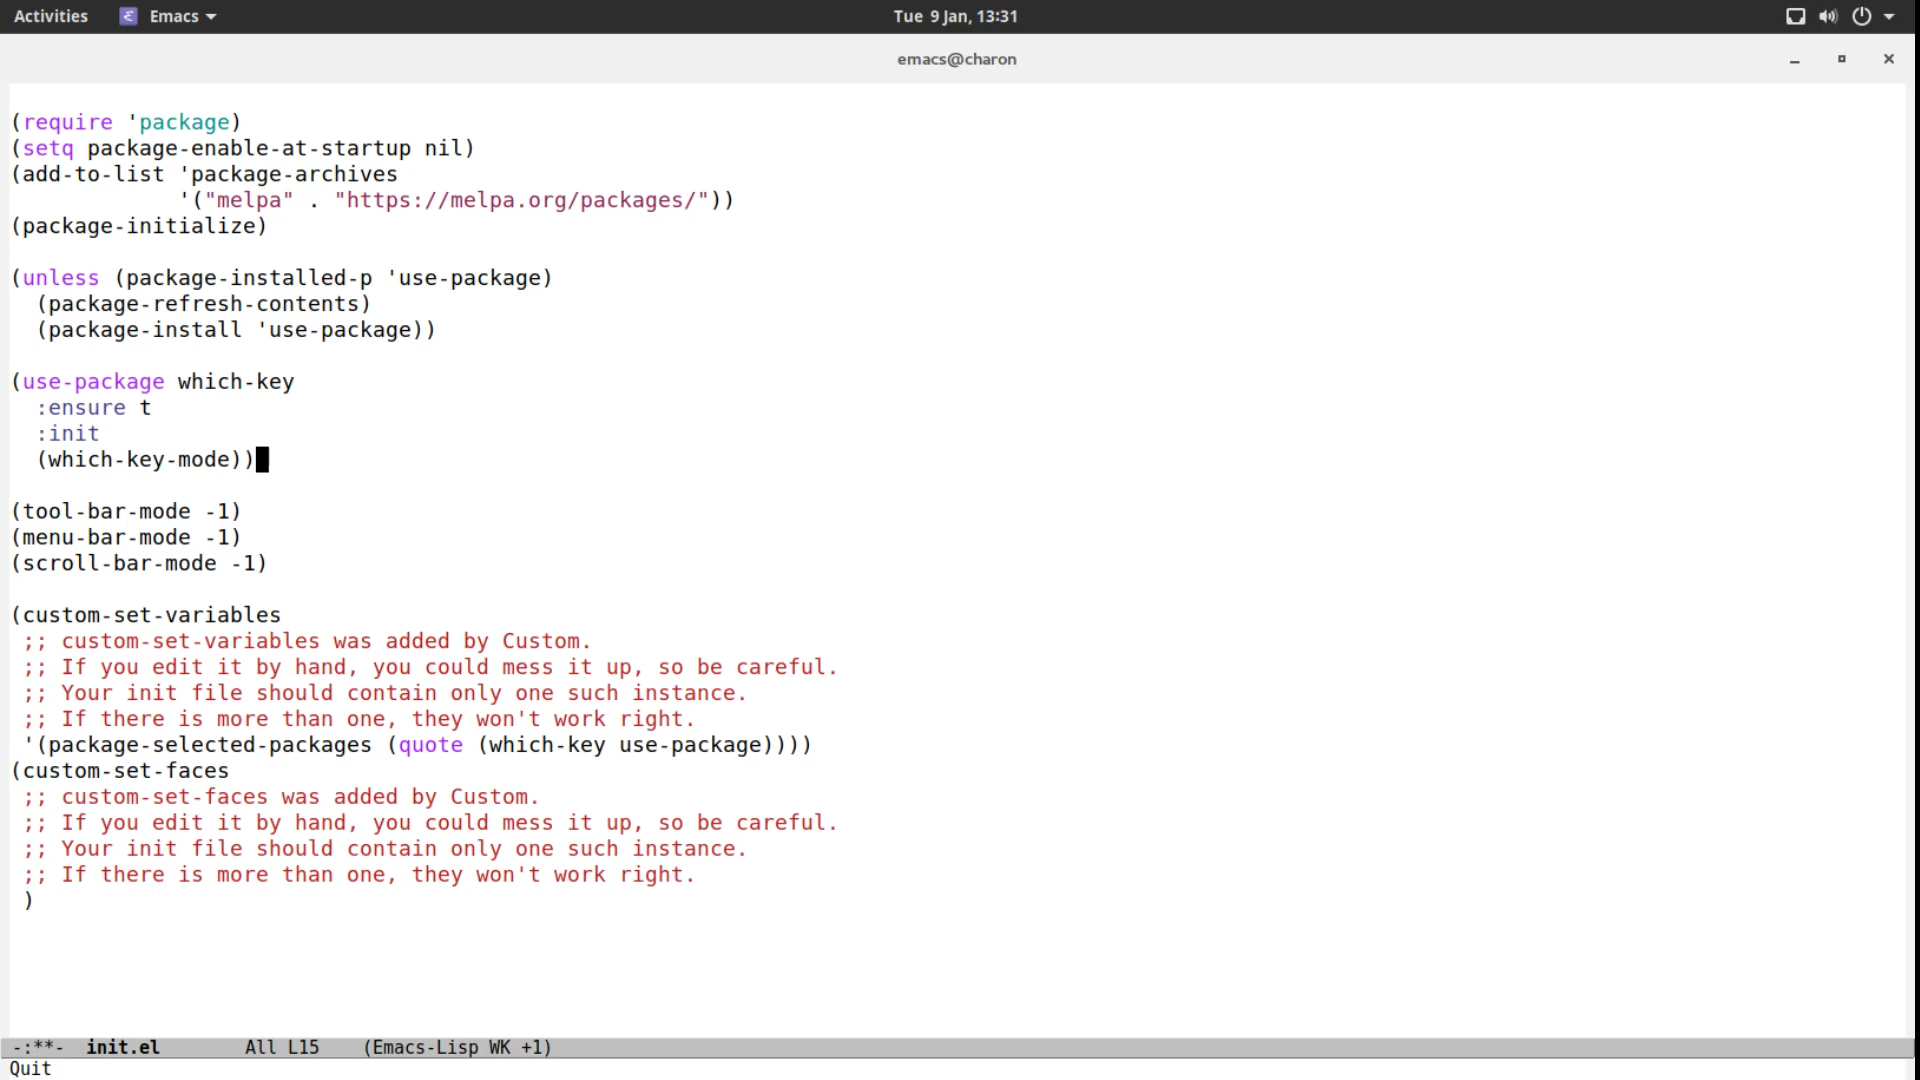 Activities Emacs Tue 9 Jan, 13:31
emacs@charon
(require 'package)
(setq package-enable-at-startup nil)
(add-to-list 'package-archives
'("melpa" . "https://melpa.org/packages/"))
(package-initialize)
(unless (package-installed-p 'use-package)
(package-refresh-contents)
(package-install 'use-package))
(use-package which-key
:ensure t
:init
(which-key-mode))
(tool-bar-mode -1)
(menu-bar-mode -1)
(scroll-bar-mode -1)
(custom-set-variables
;; custom-set-variables was added by Custom.
;; If you edit it by hand, you could mess it up, so be careful.
;; Your init file should contain only one such instance.
;; If there is more than one, they won't work right.
'(package-selected-packages (quote (which-key use-package))))
(custom-set-faces
;; custom-set-faces was added by Custom.
;; If you edit it by hand, you could mess it up, so be careful.
;; Your init file should contain only one such instance.
;; If there is more than one, they won't work right.
)
-:**- init.el All L15 (Emacs-Lisp WK +1)
Quit